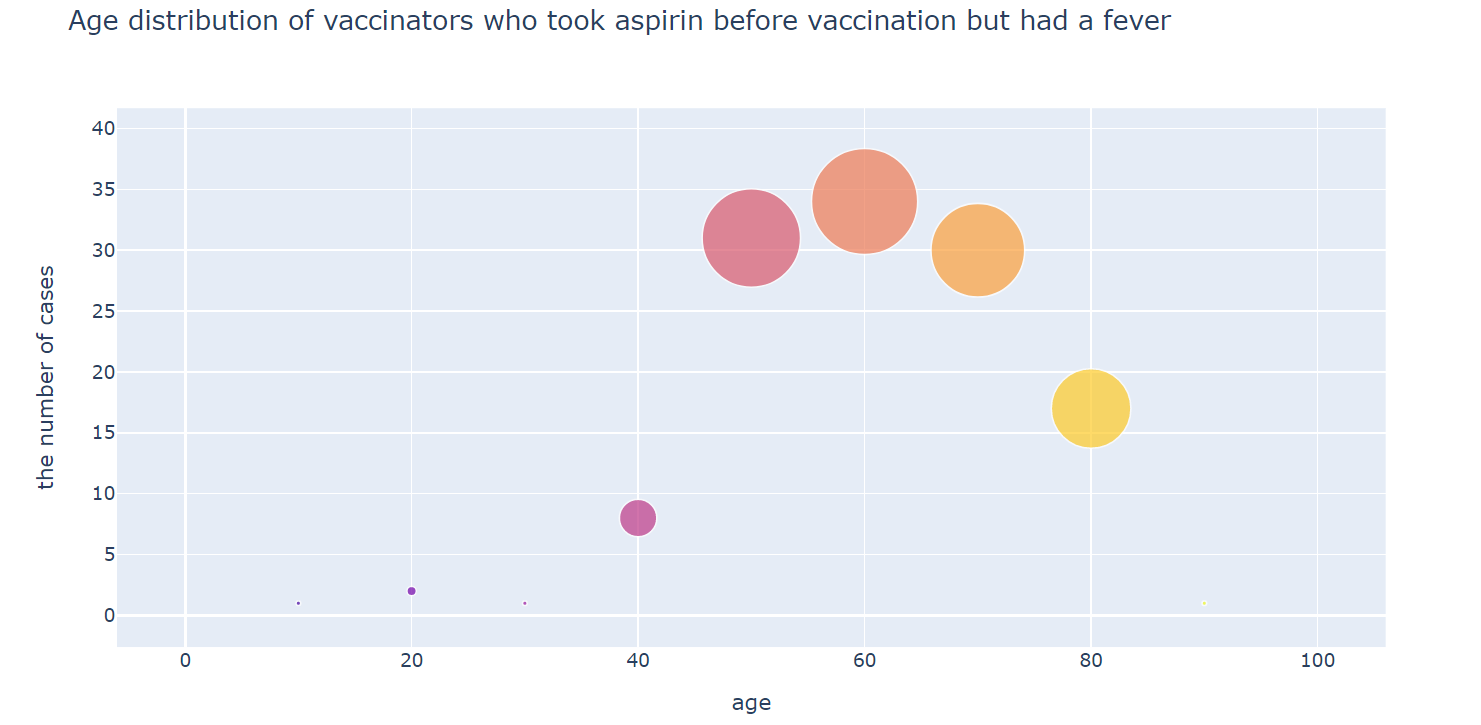 Age distribution of vaccinators who took aspirin before vaccination but had a fever
40
35
30
25
20
15
10
5
0
the number of cases
0 20 40 60 80 100
age